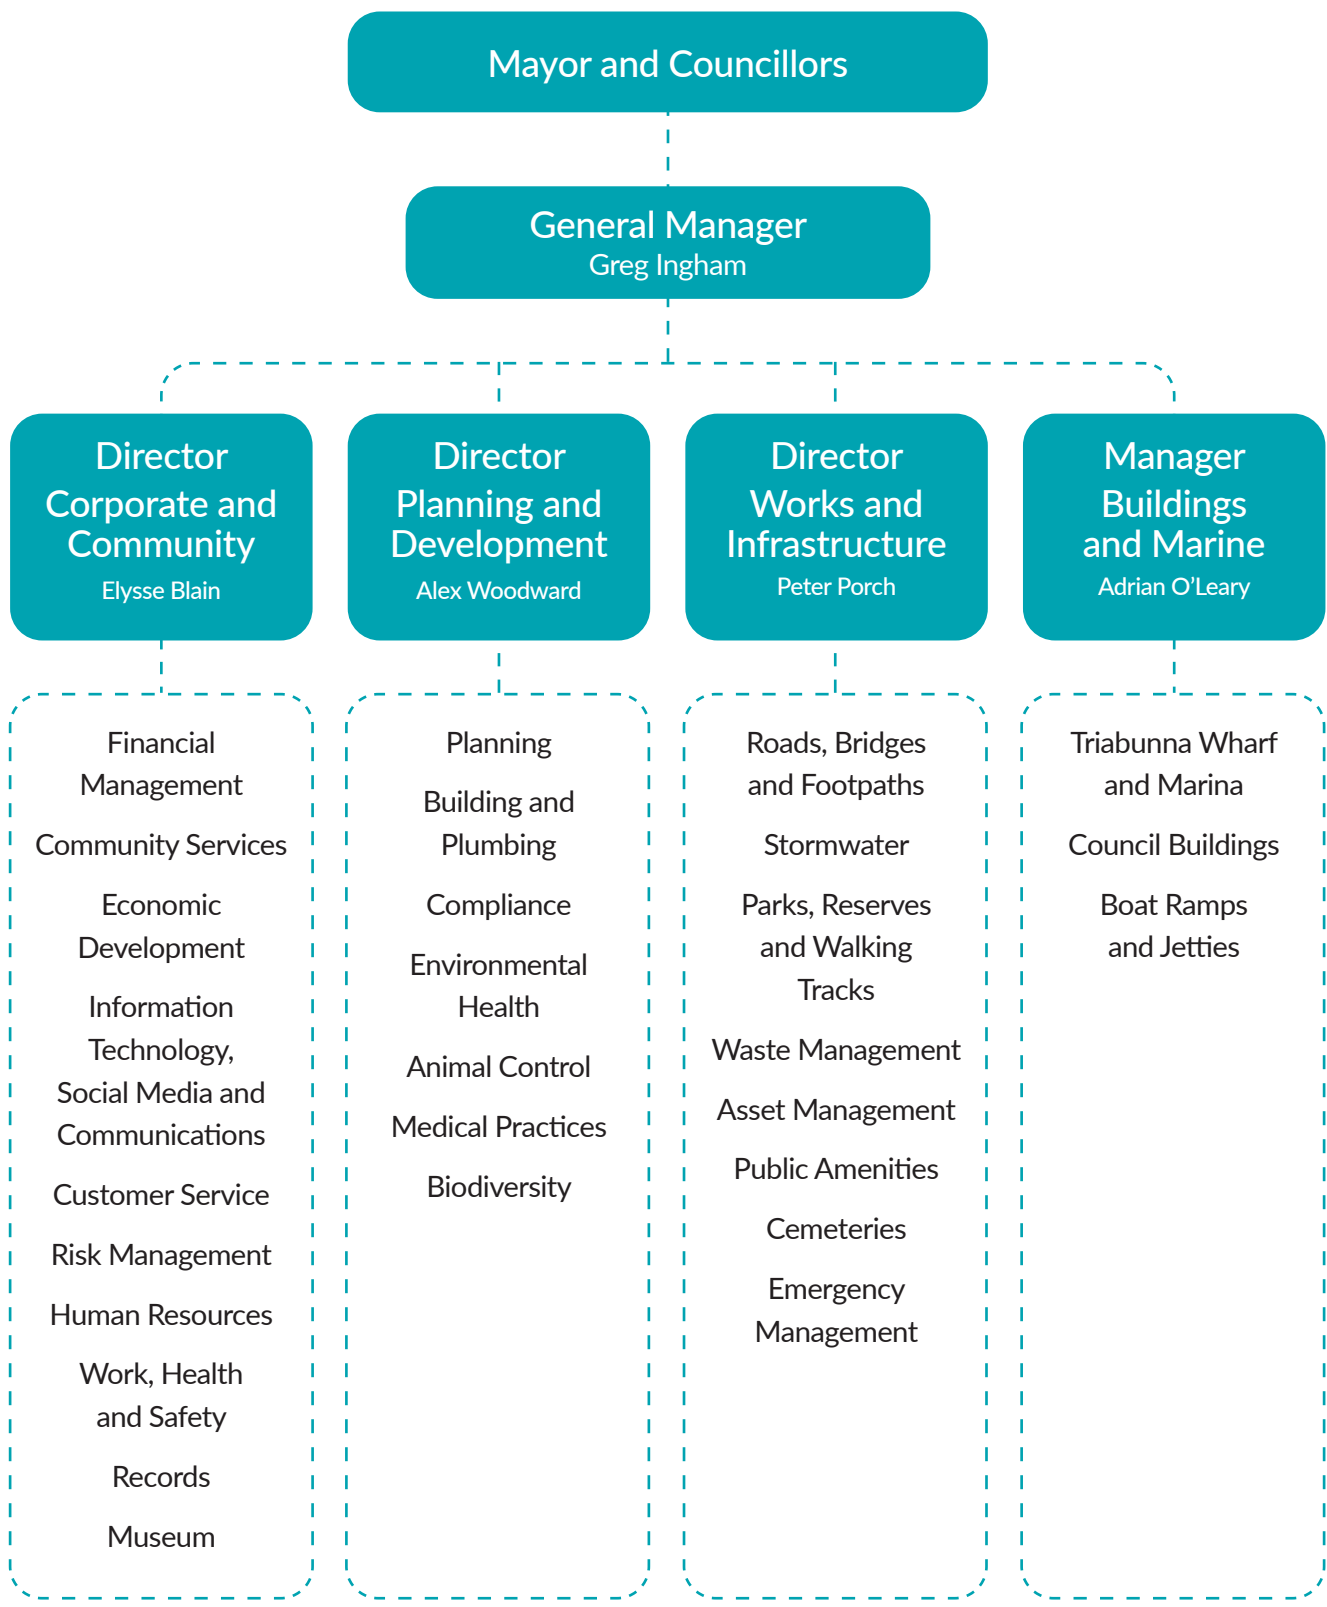 Mayor and Councillors
General Manager
Greg Ingham
Director
Corporate and
Community
Elysse Blain
Director
Planning and
Development
Alex Woodward
Director
Works and
Infrastructure
Peter Porch
Manager
Buildings
and Marine
Adrian O’Leary
Financial
Management
Community Services
Economic
Development
Information
Technology,
Social Media and
Communications
Customer Service
Risk Management
Human Resources
Work, Health
and Safety
Records
Museum
Planning
Building and
Plumbing
Compliance
Environmental
Health
Animal Control
Medical Practices
Biodiversity
Roads, Bridges
and Footpaths
Stormwater
Parks, Reserves
and Walking
Tracks
Waste Management
Asset Management
Public Amenities
Cemeteries
Emergency
Management
Triabunna Wharf
and Marina
Council Buildings
Boat Ramps
and Jetties